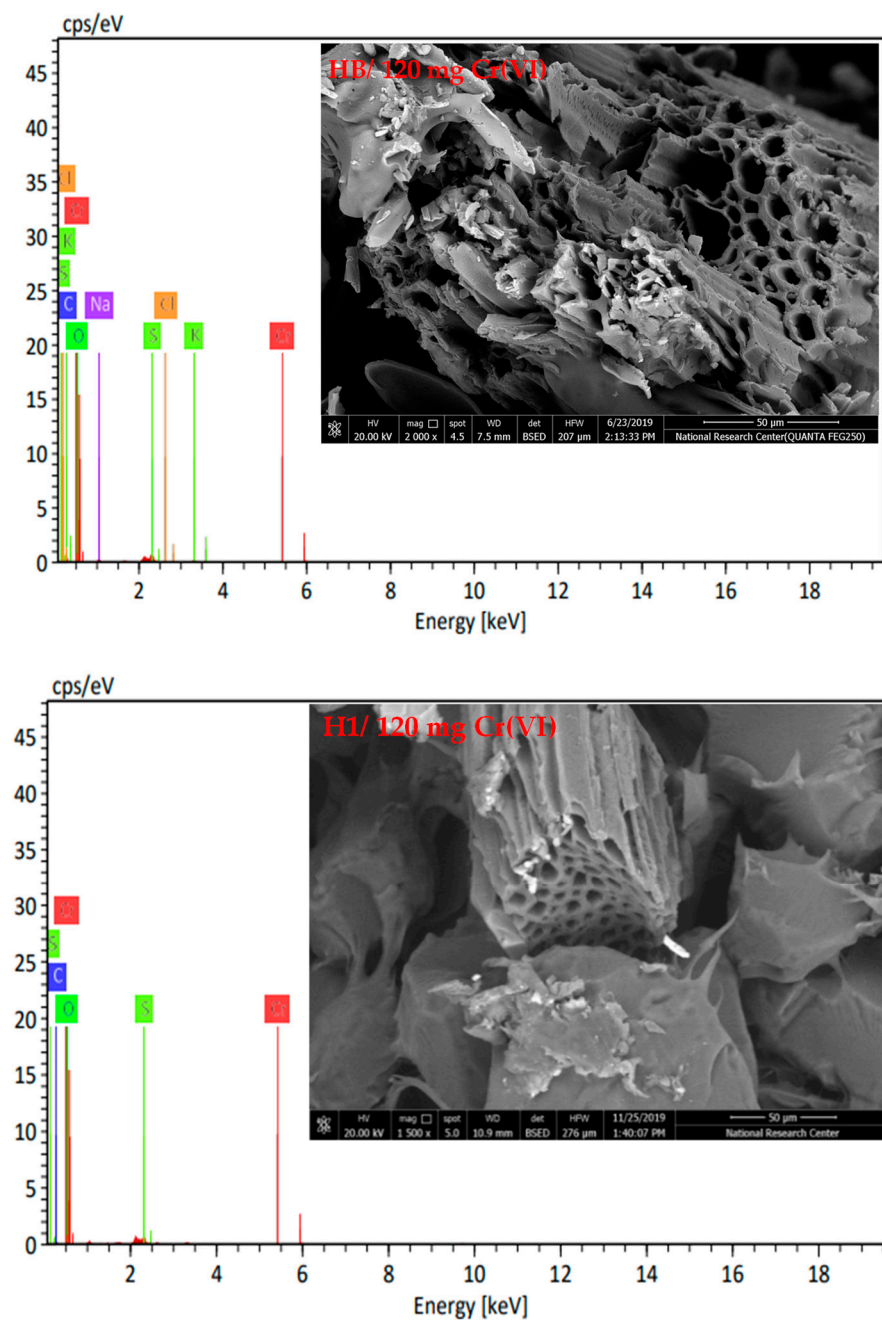 cps/eV
HB/ 120 mg Cr(VI)
45
40
35
30
25
20
15
10
5
0
Cl
Cr
K
S
C Na Cl
O S K Cr
HV mag □ spot WD det HFW 6/23/2019 50 µm
20.00 kV 2 000 x 4.5 7.5 mm BSED 207 µm 2:13:33 PM National Research Center(QUANTA FEG250)
2 4 6 8 10 12 14 16 18
Energy [keV]
cps/eV
H1/ 120 mg Cr(VI)
45
40
35
30
25
20
15
10
5
0
Cr
S
C
O S Cr
HV mag □ spot WD det HFW 11/25/2019 50 µm
20.00 kV 1 500 x 5.0 10.9 mm BSED 276 µm 1:40:07 PM National Research Center
2 4 6 8 10 12 14 16 18
Energy [keV]